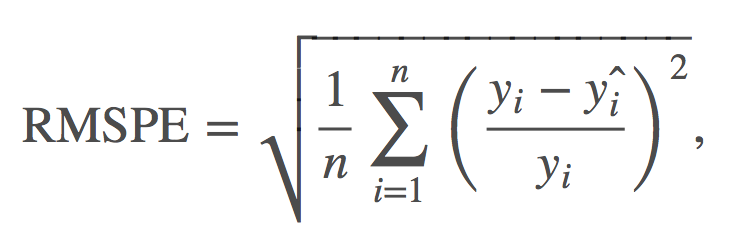 RMSPE = √(1/n ∑_{i=1}^{n} ((y_i − ŷ_i)/y_i)²),